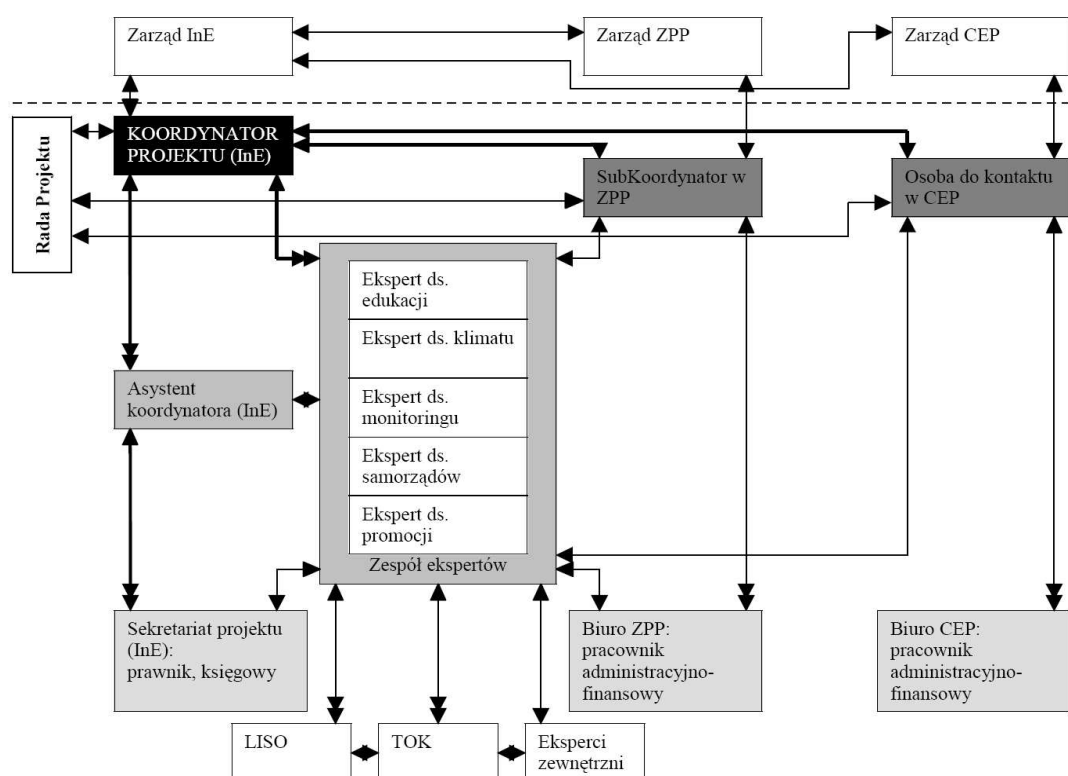 Zarząd InE
Zarząd ZPP
Zarząd CEP
Rada Projektu
KOORDYNATOR
PROJEKTU (InE)
SubKoordynator w
ZPP
Osoba do kontaktu
w CEP
Ekspert ds.
edukacji
Ekspert ds. klimatu
Ekspert ds.
monitoringu
Ekspert ds.
samorządów
Ekspert ds.
promocji
Zespół ekspertów
Asystent
koordynatora (InE)
Sekretariat projektu
(InE):
prawnik, księgowy
Biuro ZPP:
pracownik
administracyjno-
finansowy
Biuro CEP:
pracownik
administracyjno-
finansowy
LISO
TOK
Eksperci
zewnętrzni